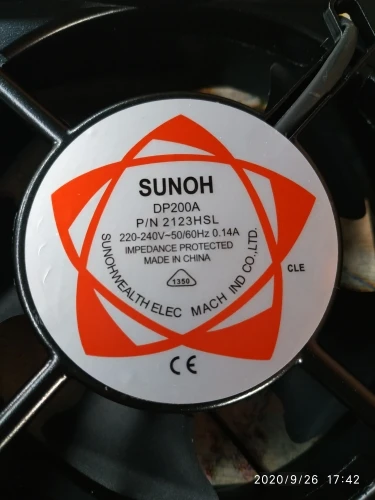 SUNOH
DP200A
P/N 2123HSL
220-240V~50/60Hz 0.14A
IMPEDANCE PROTECTED
MADE IN CHINA
1350
SUNOHWEALTH ELEC MACH IND CO.,LTD.
CLE
CE
2020/9/26 17:42